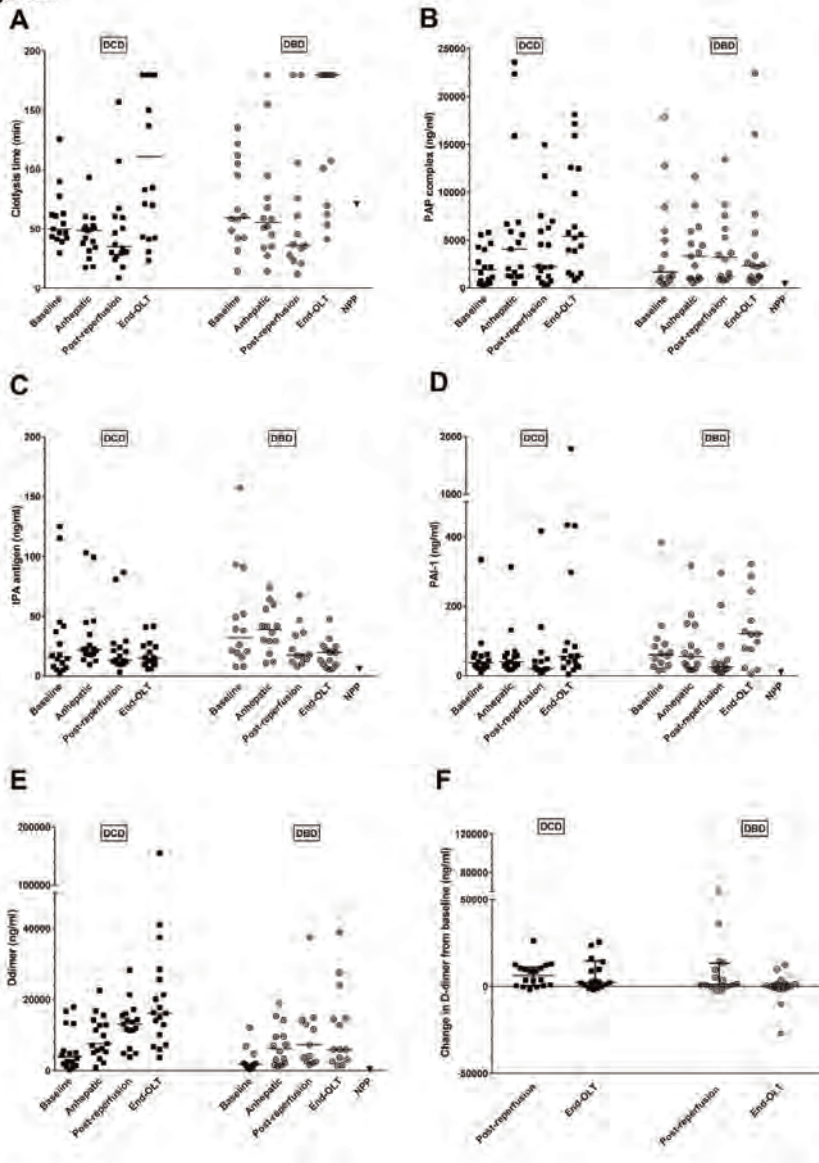 A
DCD
DBD
Clotlysis time (min)
200
150
100
50
0
Baseline
Anhepatic
Post-reperfusion
End-OLT
Baseline
Anhepatic
Post-reperfusion
End-OLT
NPP
B
DCD
DBD
PAP complex (ng/ml)
25000
20000
15000
10000
5000
0
Baseline
Anhepatic
Post-reperfusion
End-OLT
Baseline
Anhepatic
Post-reperfusion
End-OLT
NPP
C
DCD
DBD
tPA antigen (ng/ml)
200
150
100
50
0
Baseline
Anhepatic
Post-reperfusion
End-OLT
Baseline
Anhepatic
Post-reperfusion
End-OLT
NPP
D
DCD
DBD
PAI-1 (ng/ml)
2000
1000
400
200
0
Baseline
Anhepatic
Post-reperfusion
End-OLT
Baseline
Anhepatic
Post-reperfusion
End-OLT
NPP
E
DCD
DBD
Ddimer (ng/ml)
200000
100000
40000
20000
0
Baseline
Anhepatic
Post-reperfusion
End-OLT
Baseline
Anhepatic
Post-reperfusion
End-OLT
NPP
F
DCD
DBD
Change in D-dimer from baseline (ng/ml)
120000
80000
50000
0
-50000
Post-reperfusion
End-OLT
Post-reperfusion
End-OLT